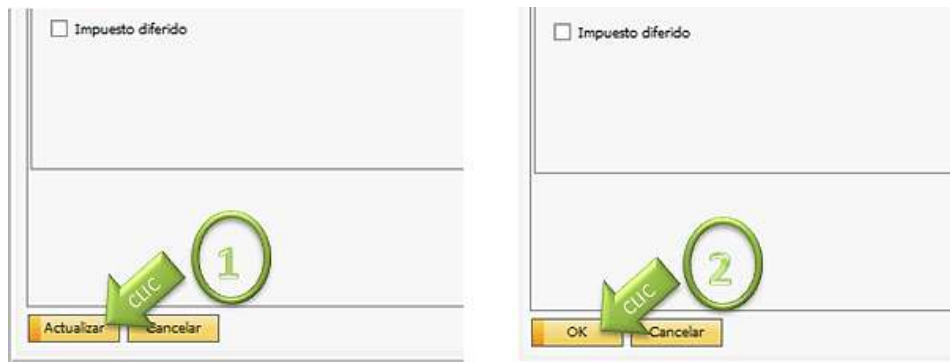 Impuesto diferido
1
CLIC
Actualizar
Cancelar
Impuesto diferido
2
CLIC
OK
Cancelar